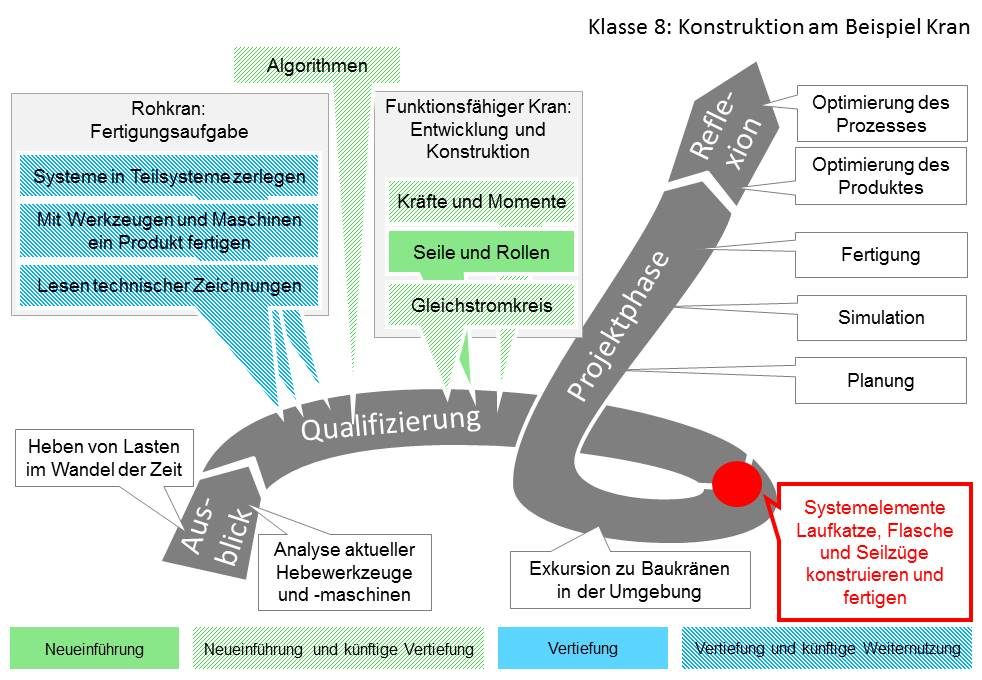 Klasse 8: Konstruktion am Beispiel Kran
Algorithmen
Rohkran:
Fertigungsaufgabe
Systeme in Teilsysteme zerlegen
Mit Werkzeugen und Maschinen
ein Produkt fertigen
Lesen technischer Zeichnungen
Funktionsfähiger Kran:
Entwicklung und
Konstruktion
Kräfte und Momente
Seile und Rollen
Gleichstromkreis
Refle-
xion
Optimierung des
Prozesses
Optimierung des
Produktes
Fertigung
Simulation
Planung
Projektphase
Qualifizierung
Heben von Lasten
im Wandel der Zeit
Aus-
blick
Analyse aktueller
Hebewerkzeuge
und -maschinen
Exkursion zu Baukränen
in der Umgebung
Systemelemente
Laufkatze, Flasche
und Seilzüge
konstruieren und
fertigen
Neueinführung
Neueinführung und künftige Vertiefung
Vertiefung
Vertiefung und künftige Weiternutzung